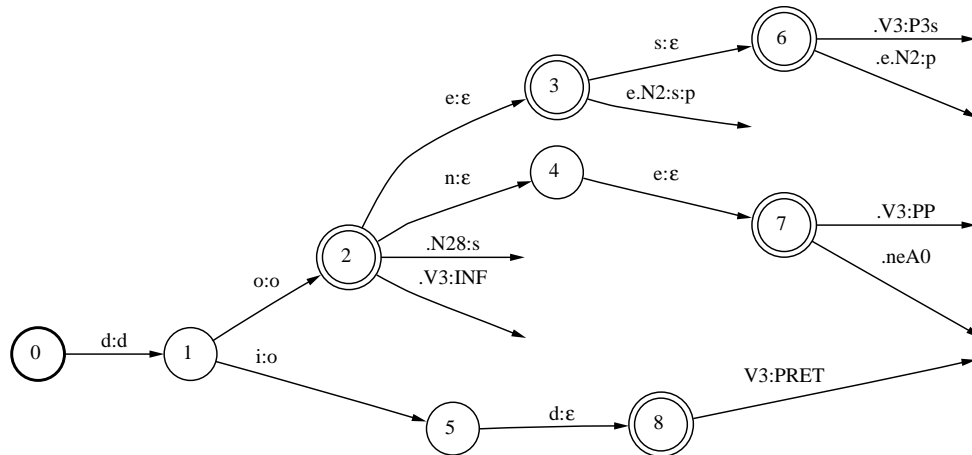 6
.V3:P3s
.e.N2:p
s:ε
3
e.N2:s:p
e:ε
n:ε
4
e:ε
7
.V3:PP
.neA0
2
.N28:s
.V3:INF
o:o
0
d:d
1
i:o
5
d:ε
8
V3:PRET